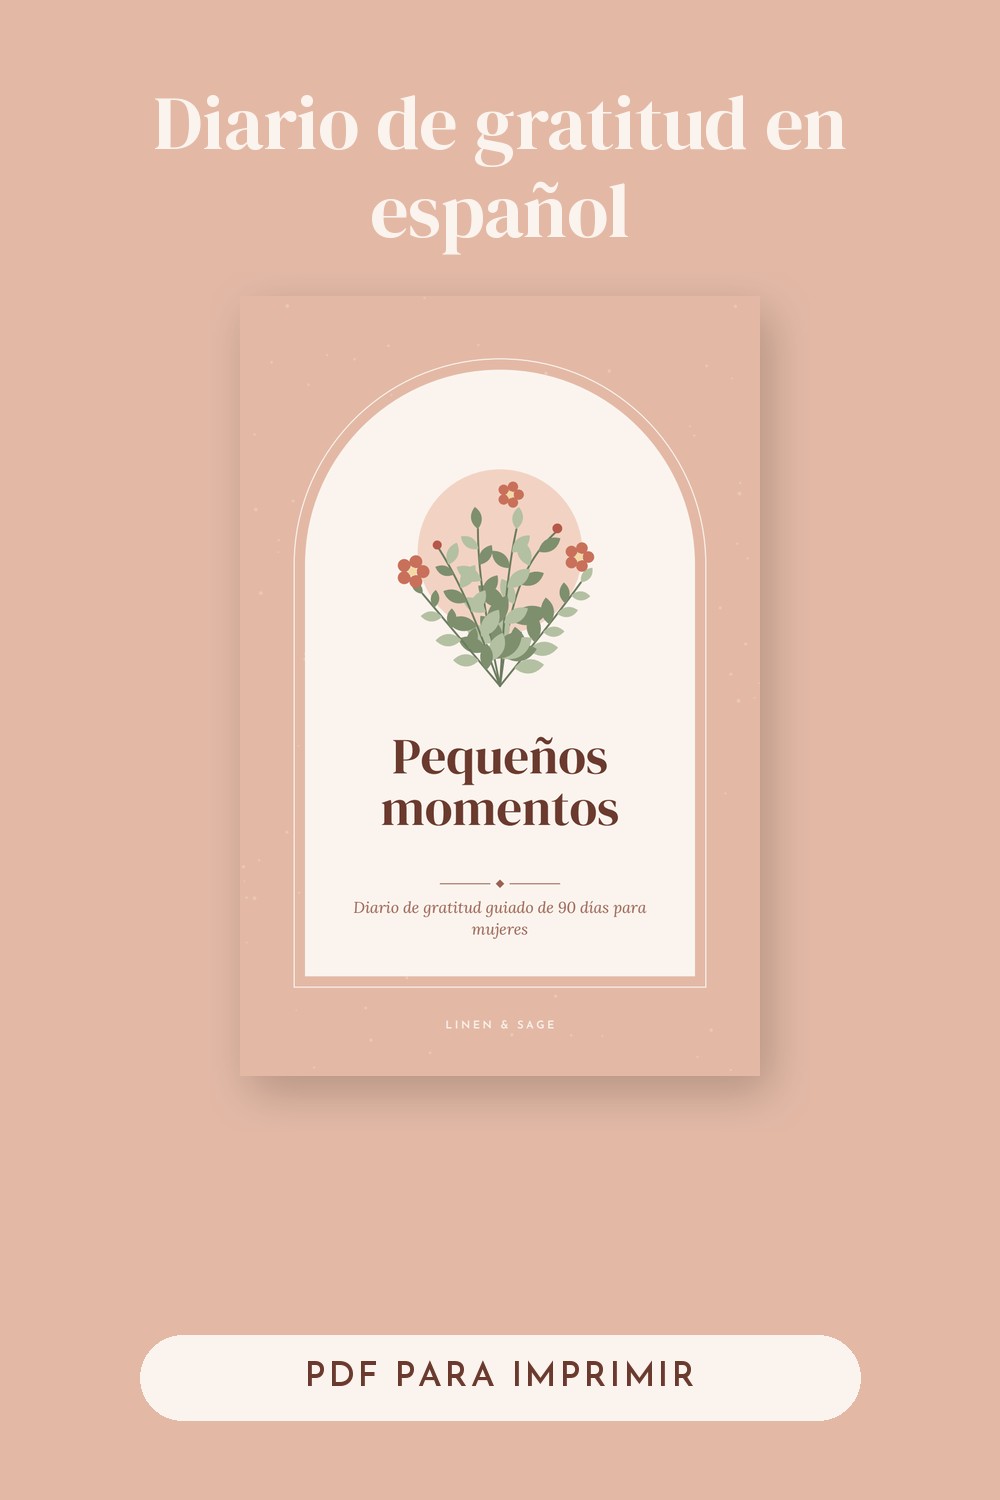 Diario de gratitud en
español
Pequeños
momentos
Diario de gratitud guiado de 90 días para
mujeres
LINEN & SAGE
PDF PARA IMPRIMIR